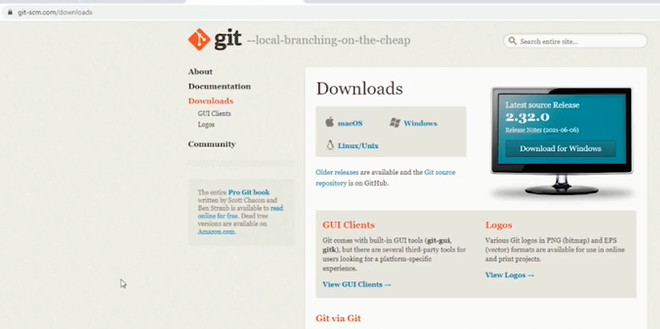 git-scm.com/downloads
git --local-branching-on-the-cheap
Search entire site...
About
Documentation
Downloads
GUI Clients
Logos
Community
The entire Pro Git book
written by Scott Chacon and
Ben Straub is available to read
online for free. Dead tree
versions are available on
Amazon.com.
Downloads
macOS
Windows
Linux/Unix
Older releases are available and the Git source
repository is on GitHub.
Latest source Release
2.32.0
Release Notes (2021-06-06)
Download for Windows
GUI Clients
Git comes with built-in GUI tools (git-gui,
gitk), but there are several third-party tools for
users looking for a platform-specific
experience.
View GUI Clients →
Logos
Various Git logos in PNG (bitmap) and EPS
(vector) formats are available for use in online
and print projects.
View Logos →
Git via Git